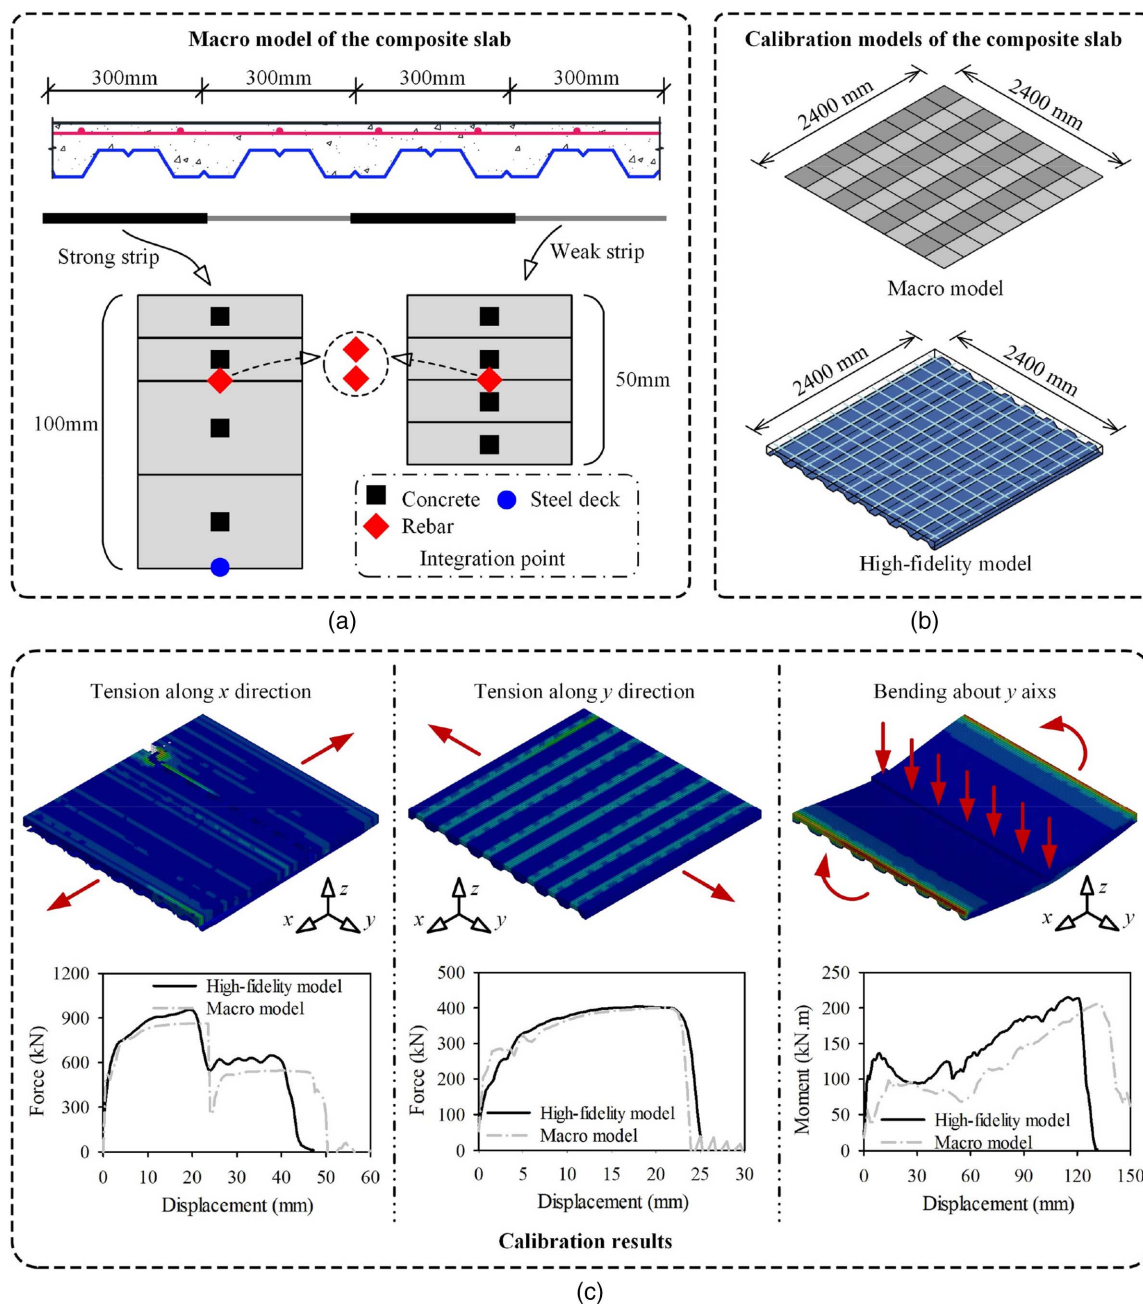 Macro model of the composite slab
300mm 300mm 300mm 300mm
Strong strip
Weak strip
100mm
50mm
Concrete Steel deck
Rebar
Integration point
(a)
Calibration models of the composite slab
2400 mm 2400 mm
Macro model
2400 mm 2400 mm
High-fidelity model
(b)
Tension along x direction
z
x y
1200
900
600
300
0
Force (kN)
High-fidelity model
Macro model
0 10 20 30 40 50 60
Displacement (mm)
Tension along y direction
z
x y
500
400
300
200
100
0
Force (kN)
High-fidelity model
Macro model
0 5 10 15 20 25 30
Displacement (mm)
Bending about y aixs
z
x y
250
200
150
100
50
0
Moment (kN.m)
High-fidelity model
Macro model
0 30 60 90 120 150
Displacement (mm)
Calibration results
(c)